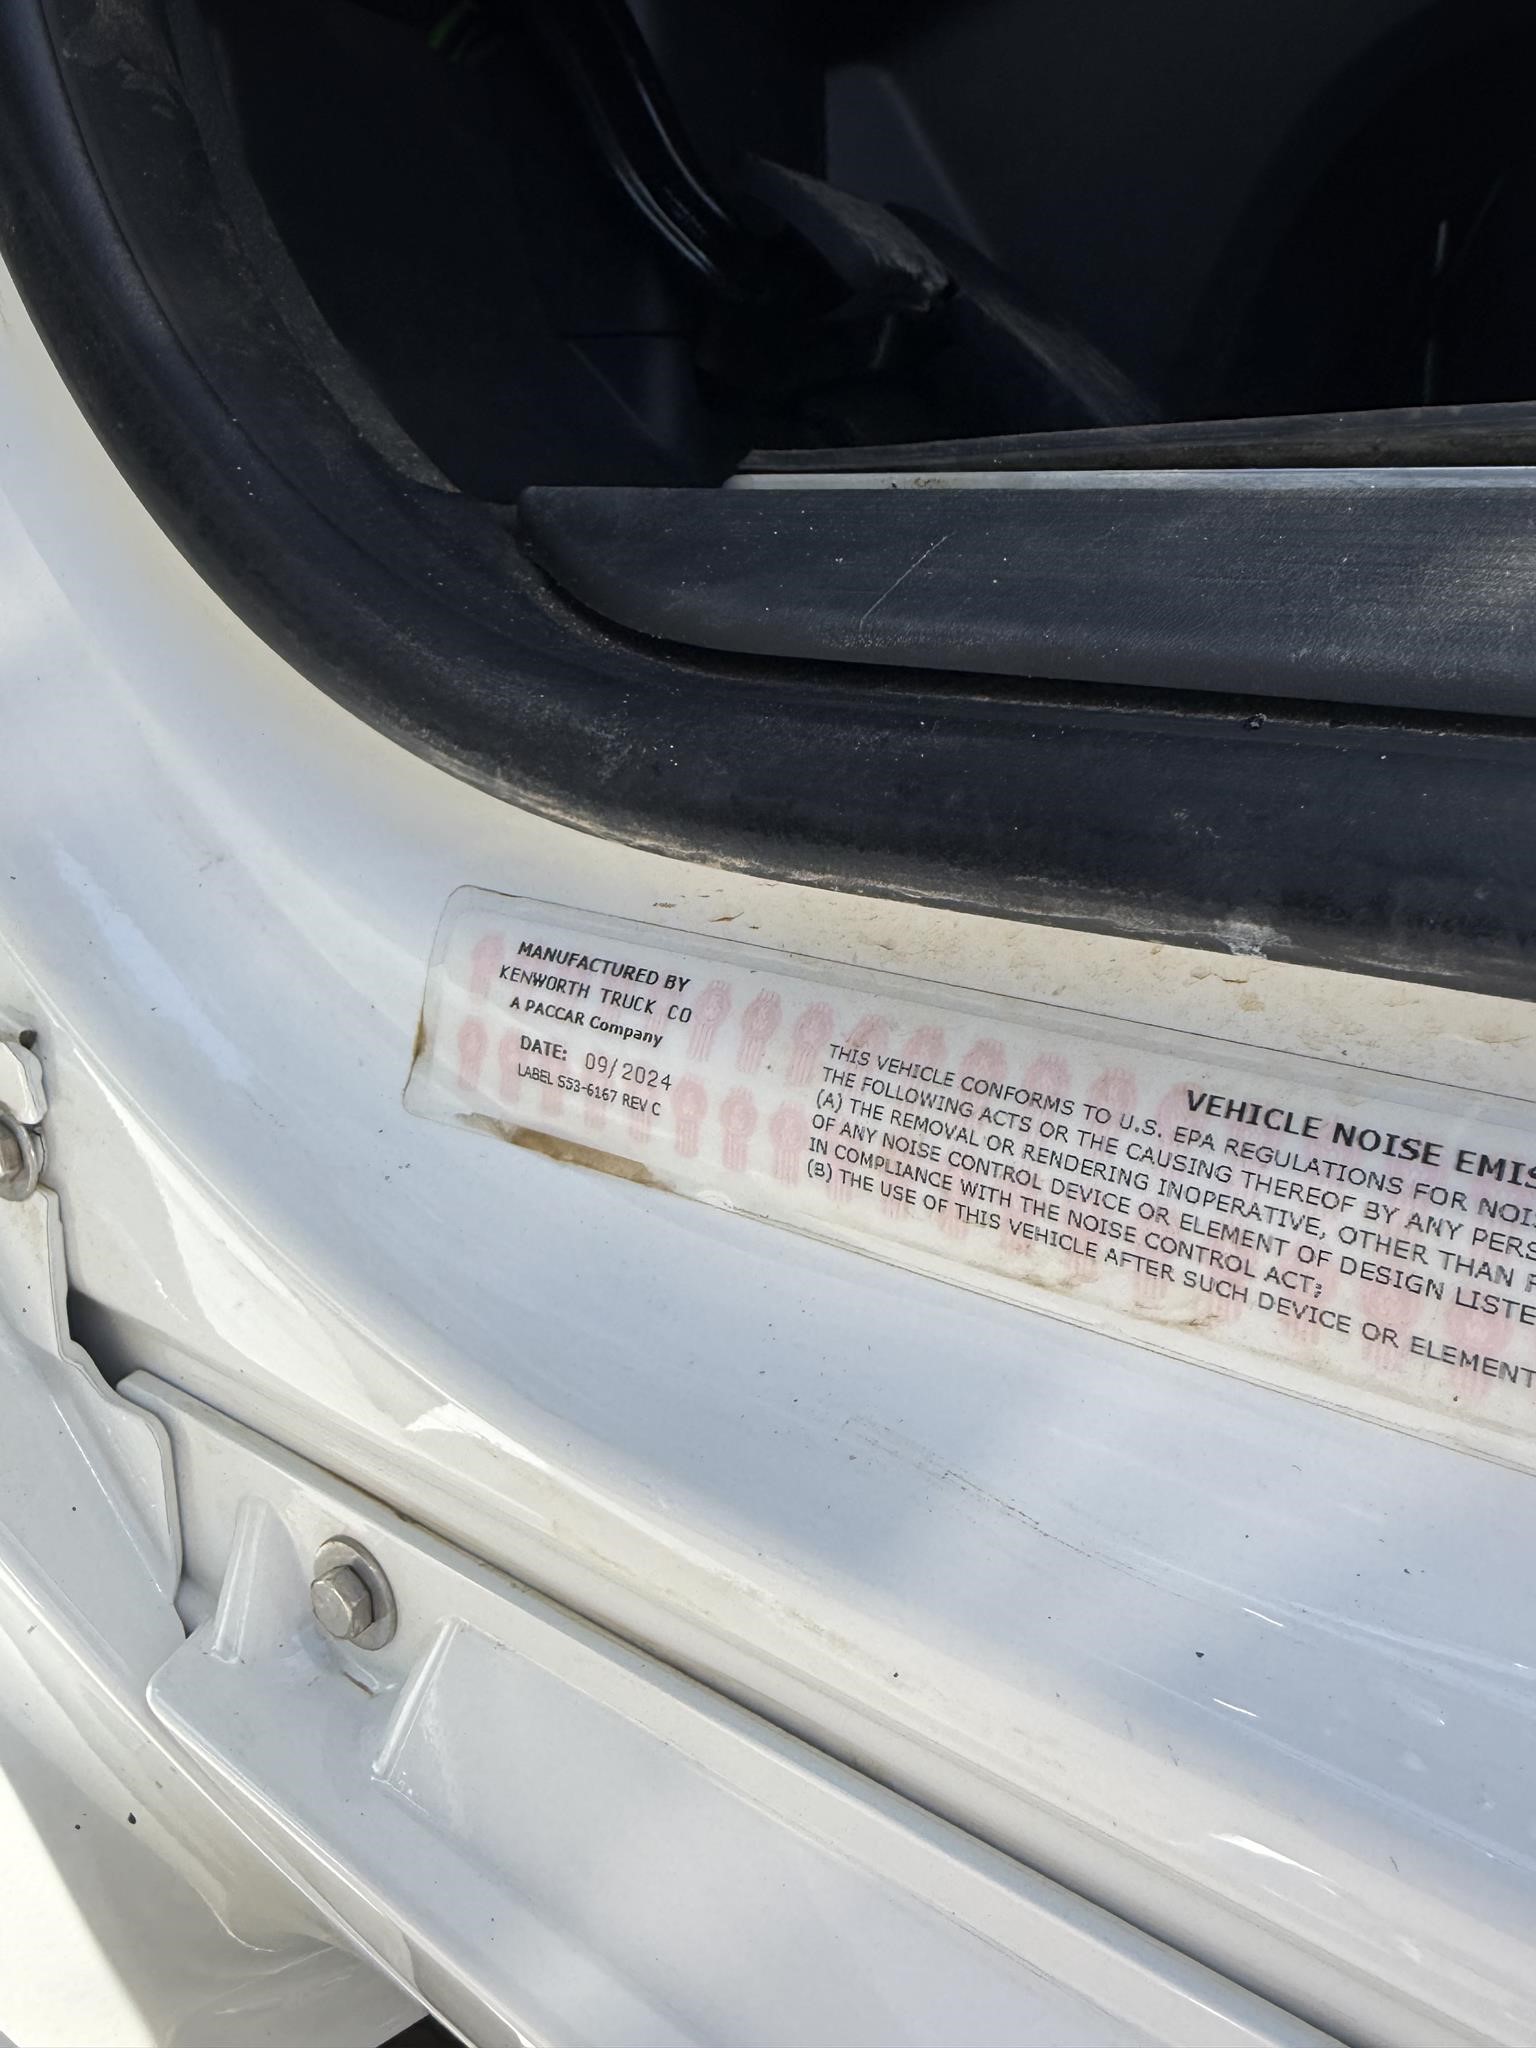 MANUFACTURED BY
KENWORTH TRUCK CO
A PACCAR Company
DATE: 09/2024
LABEL S53-6167 REV C
VEHICLE NOISE EMIS
THIS VEHICLE CONFORMS TO U.S. EPA REGULATIONS FOR NOIS
THE FOLLOWING ACTS OR THE CAUSING THEREOF BY ANY PERS
(A) THE REMOVAL OR RENDERING INOPERATIVE, OTHER THAN F
OF ANY NOISE CONTROL DEVICE OR ELEMENT OF DESIGN LISTE
IN COMPLIANCE WITH THE NOISE CONTROL ACT;
(B) THE USE OF THIS VEHICLE AFTER SUCH DEVICE OR ELEMENT